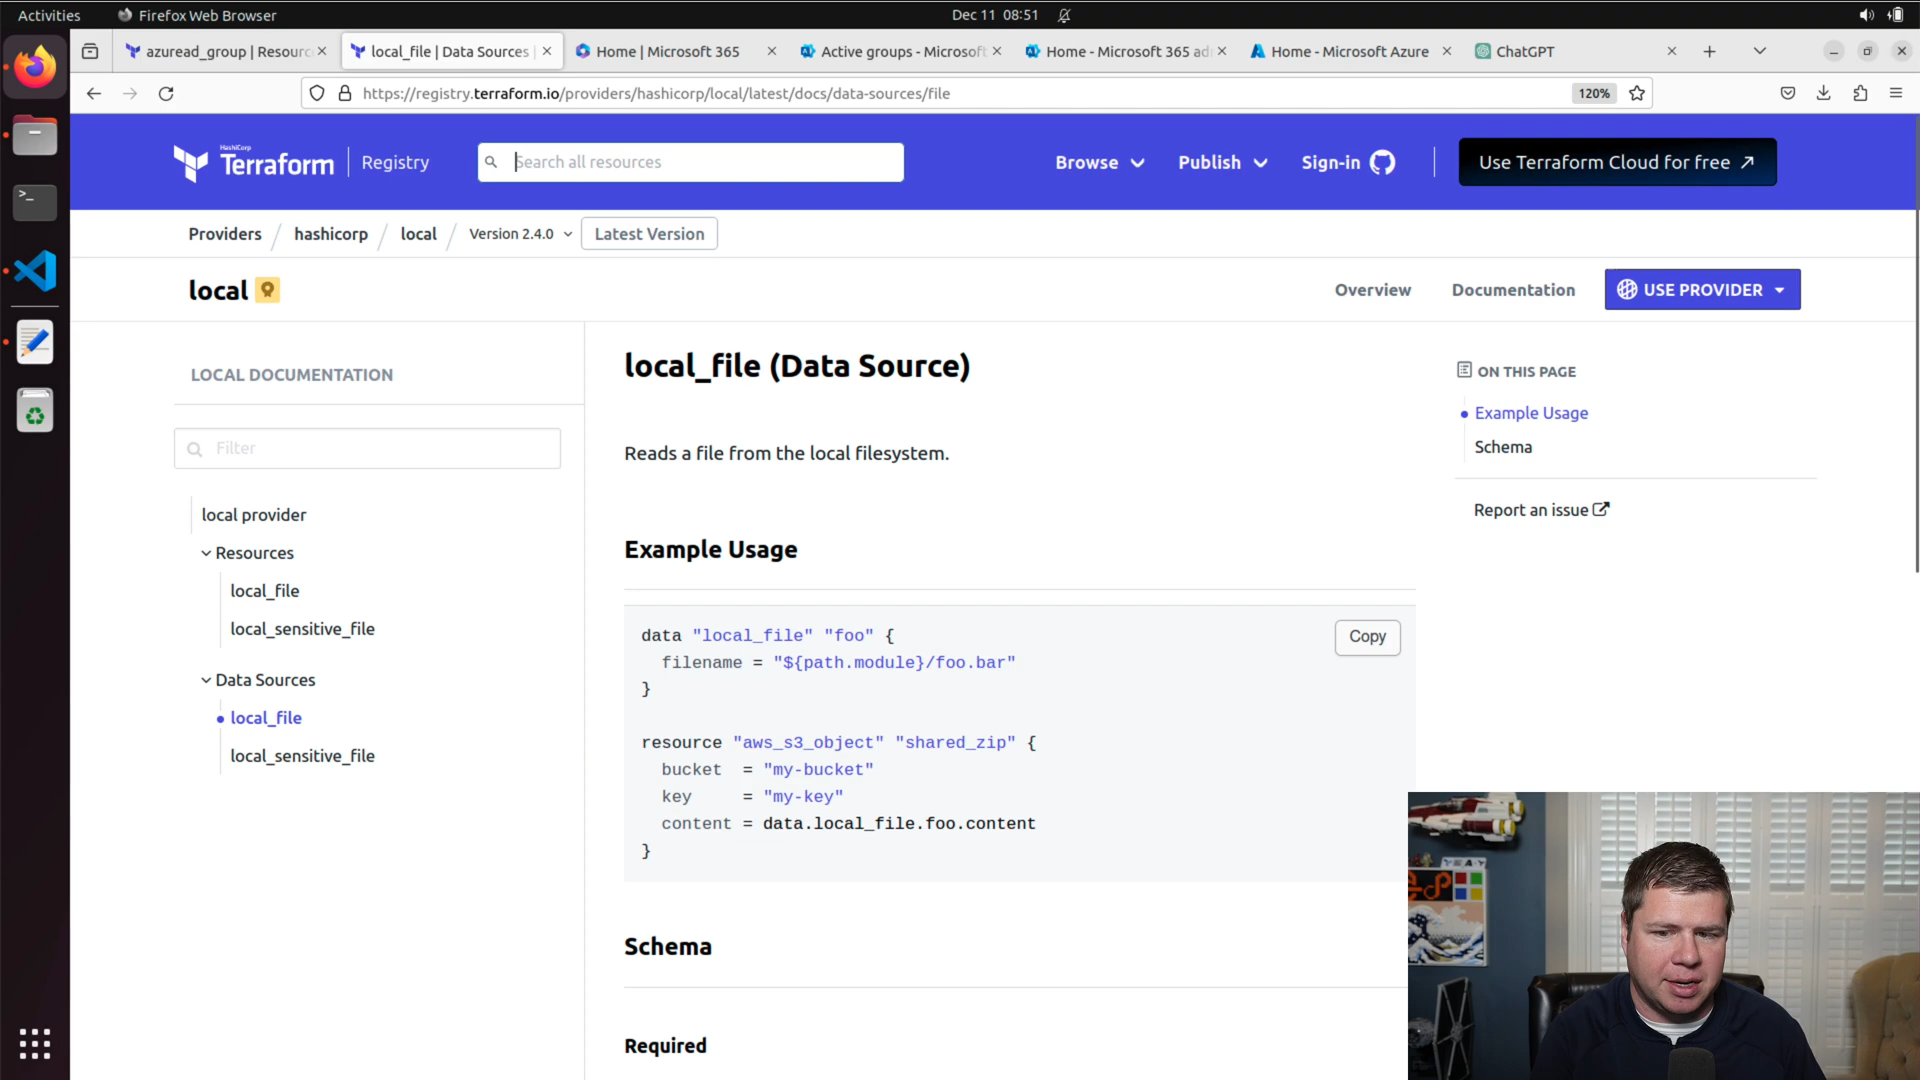 Activities
Firefox Web Browser
Dec 11 08:51
azuread_group | Resourc
local_file | Data Sources |
Home | Microsoft 365
Active groups - Microsoft
Home - Microsoft 365 ad
Home - Microsoft Azure
ChatGPT
https://registry.terraform.io/providers/hashicorp/local/latest/docs/data-sources/file
120%
HashiCorp
Terraform
Registry
Search all resources
Browse
Publish
Sign-in
Use Terraform Cloud for free
Providers / hashicorp / local / Version 2.4.0
Latest Version
local
Overview
Documentation
USE PROVIDER
LOCAL DOCUMENTATION
Filter
local provider
Resources
local_file
local_sensitive_file
Data Sources
local_file
local_sensitive_file
local_file (Data Source)
Reads a file from the local filesystem.
Example Usage
Copy
data "local_file" "foo" {
  filename = "${path.module}/foo.bar"
}
resource "aws_s3_object" "shared_zip" {
  bucket  = "my-bucket"
  key     = "my-key"
  content = data.local_file.foo.content
}
Schema
Required
ON THIS PAGE
Example Usage
Schema
Report an issue